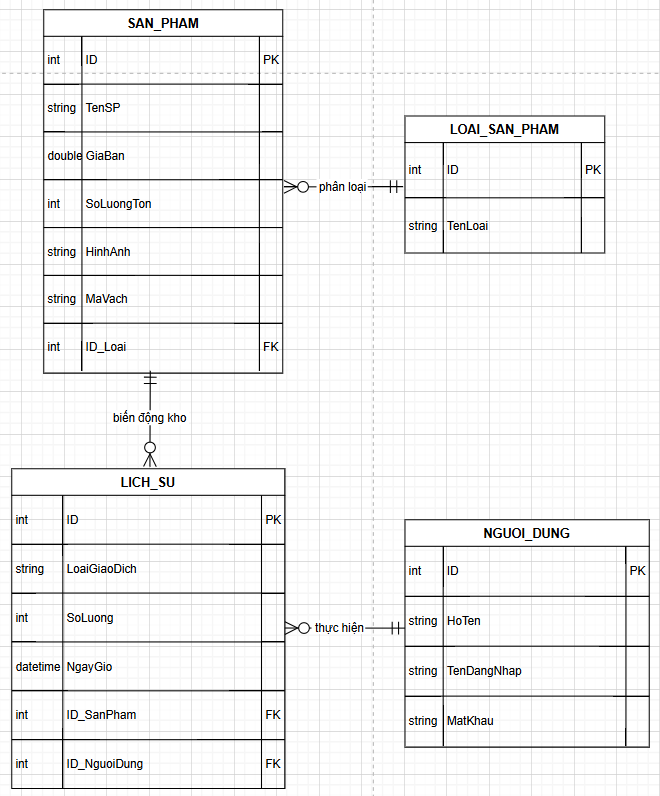 SAN_PHAM
int ID PK
string TenSP
double GiaBan
int SoLuongTon
string HinhAnh
string MaVach
int ID_Loai FK
phân loại
LOAI_SAN_PHAM
int ID PK
string TenLoai
biến động kho
LICH_SU
int ID PK
string LoaiGiaoDich
int SoLuong
datetime NgayGio
int ID_SanPham FK
int ID_NguoiDung FK
thực hiện
NGUOI_DUNG
int ID PK
string HoTen
string TenDangNhap
string MatKhau